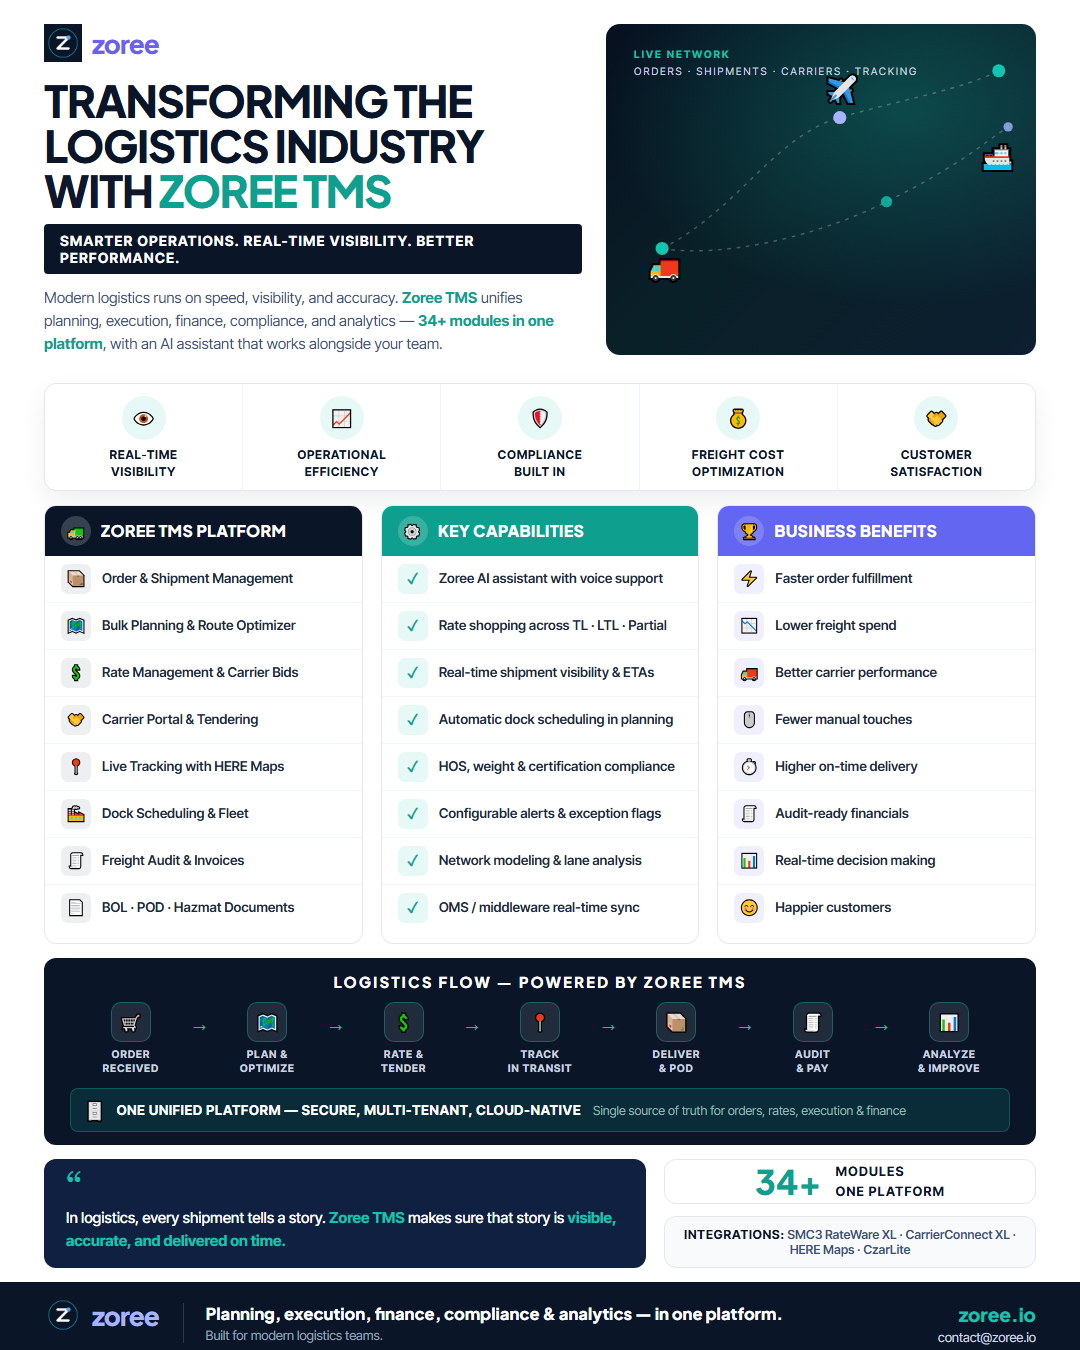 zoree
TRANSFORMING THE
LOGISTICS INDUSTRY
WITH ZOREE TMS
SMARTER OPERATIONS. REAL-TIME VISIBILITY. BETTER
PERFORMANCE.
Modern logistics runs on speed, visibility, and accuracy. Zoree TMS unifies
planning, execution, finance, compliance, and analytics — 34+ modules in one
platform, with an AI assistant that works alongside your team.
LIVE NETWORK
ORDERS · SHIPMENTS · CARRIERS · TRACKING
REAL-TIME
VISIBILITY
OPERATIONAL
EFFICIENCY
COMPLIANCE
BUILT IN
FREIGHT COST
OPTIMIZATION
CUSTOMER
SATISFACTION
ZOREE TMS PLATFORM
Order & Shipment Management
Bulk Planning & Route Optimizer
Rate Management & Carrier Bids
Carrier Portal & Tendering
Live Tracking with HERE Maps
Dock Scheduling & Fleet
Freight Audit & Invoices
BOL · POD · Hazmat Documents
KEY CAPABILITIES
✓ Zoree AI assistant with voice support
✓ Rate shopping across TL · LTL · Partial
✓ Real-time shipment visibility & ETAs
✓ Automatic dock scheduling in planning
✓ HOS, weight & certification compliance
✓ Configurable alerts & exception flags
✓ Network modeling & lane analysis
✓ OMS / middleware real-time sync
BUSINESS BENEFITS
Faster order fulfillment
Lower freight spend
Better carrier performance
Fewer manual touches
Higher on-time delivery
Audit-ready financials
Real-time decision making
Happier customers
LOGISTICS FLOW — POWERED BY ZOREE TMS
ORDER
RECEIVED
→
PLAN &
OPTIMIZE
→
RATE &
TENDER
→
TRACK
IN TRANSIT
→
DELIVER
& POD
→
AUDIT
& PAY
→
ANALYZE
& IMPROVE
ONE UNIFIED PLATFORM — SECURE, MULTI-TENANT, CLOUD-NATIVE Single source of truth for orders, rates, execution & finance
“
In logistics, every shipment tells a story. Zoree TMS makes sure that story is visible,
accurate, and delivered on time.
34+
MODULES
ONE PLATFORM
INTEGRATIONS: SMC3 RateWare XL · CarrierConnect XL ·
HERE Maps · CzarLite
Z zoree
Planning, execution, finance, compliance & analytics — in one platform.
Built for modern logistics teams.
zoree.io
contact@zoree.io